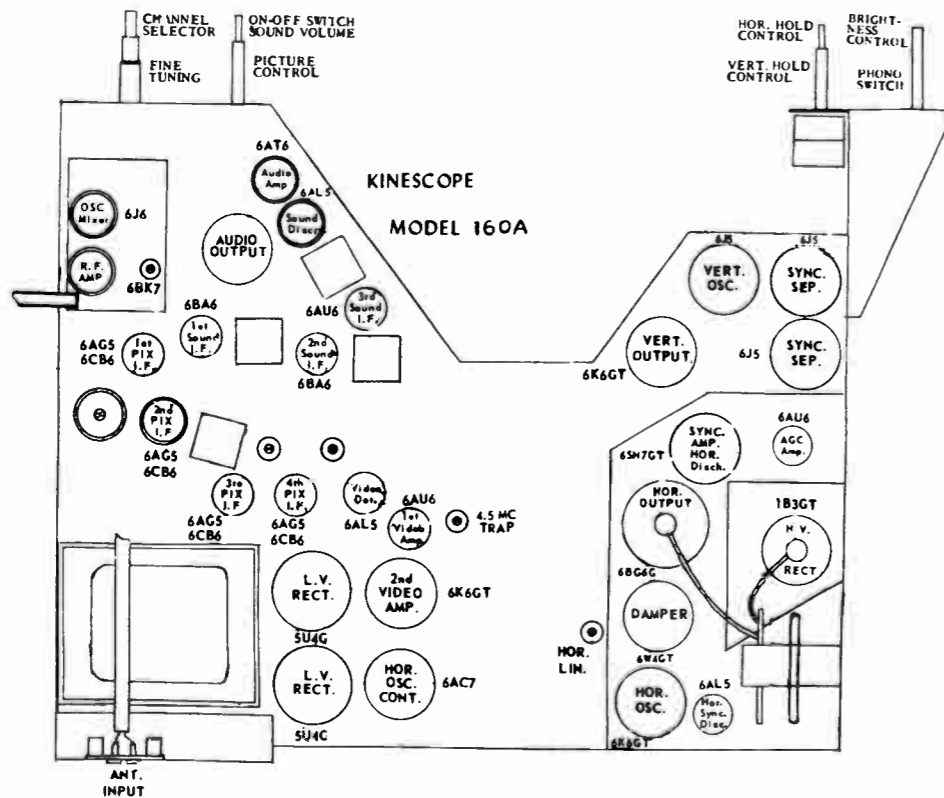 CHANNEL
SELECTOR
FINE
TUNING
ON-OFF SWITCH
SOUND VOLUME
PICTURE
CONTROL
HOR. HOLD
CONTROL
VERT. HOLD
CONTROL
BRIGHT-
NESS
CONTROL
PHONO
SWITCH
KINESCOPE
MODEL 160A
6AT6
Audio
Amp
6AL5
Sound
Discr.
OSC
Mixer
6J6
R.F.
AMP
6BK7
AUDIO
OUTPUT
6AU6
3rd
Sound
I.F.
6BA6
1st
Sound
I.F.
2nd
Sound
I.F.
6BA6
6AG5
6CB6
1st
PIX
I.F.
2nd
PIX
I.F
6AG5
6CB6
3rd
PIX
I.F.
6AG5
6CB6
4th
PIX
I.F.
6AG5
6CB6
Video
Det.
6AL5
6AU6
1st
Video
Amp
4.5 MC
TRAP
6J5
VERT.
OSC.
6J5
SYNC.
SEP.
VERT.
OUTPUT
6K6GT
6J5
SYNC.
SEP.
SYNC.
AMP.
HOR.
Disch.
6SN7GT
6AU6
AGC
Amp.
HOR.
OUTPUT
6BG6G
1B3GT
H.V.
RECT.
DAMPER
6W4GT
HOR.
LIN.
HOR.
OSC.
6K6GT
6AL5
Hor.
Sync.
Disc.
L.V.
RECT.
5U4G
2nd
VIDEO
AMP.
6K6GT
L.V.
RECT.
5U4G
HOR.
OSC.
CONT.
6AC7
ANT.
INPUT